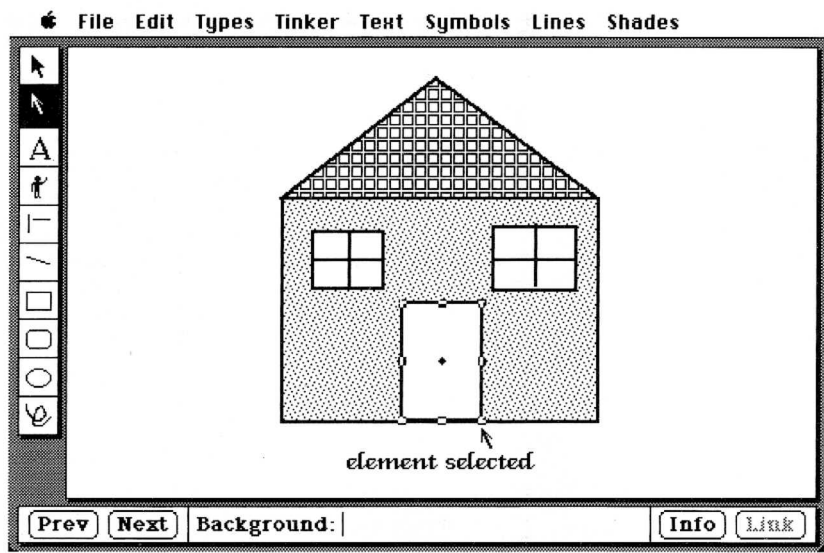 File Edit Types Tinker Text Symbols Lines Shades
A
element selected
Prev Next Background: Info Link